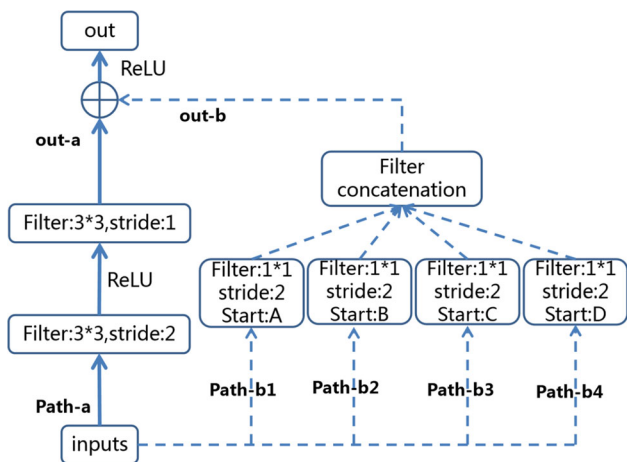 out
ReLU
out-b
out-a
Filter
concatenation
Filter:3*3,stride:1
ReLU
Filter:1*1
stride:2
Start:A
Filter:1*1
stride:2
Start:B
Filter:1*1
stride:2
Start:C
Filter:1*1
stride:2
Start:D
Filter:3*3,stride:2
Path-a
Path-b1
Path-b2
Path-b3
Path-b4
inputs